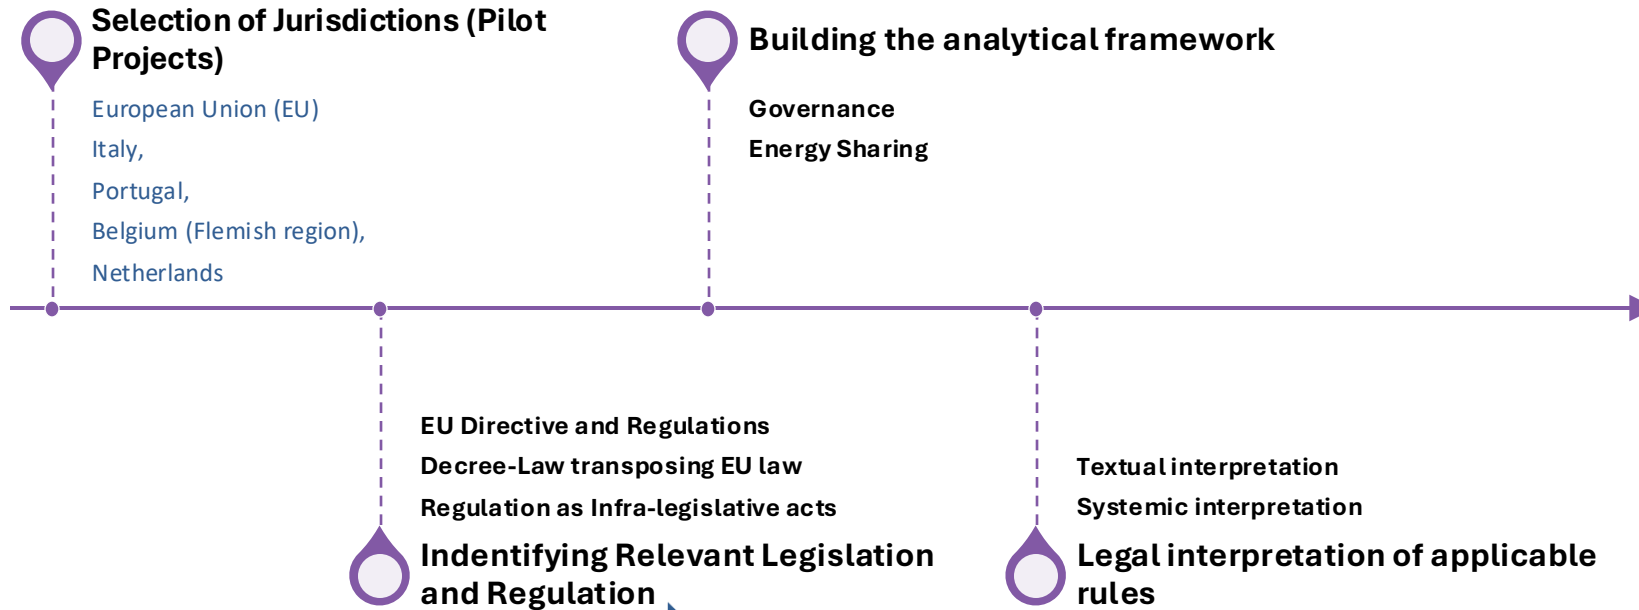 Selection of Jurisdictions (Pilot
Projects)
European Union (EU)
Italy,
Portugal,
Belgium (Flemish region),
Netherlands
Building the analytical framework
Governance
Energy Sharing
EU Directive and Regulations
Decree-Law transposing EU law
Regulation as Infra-legislative acts
Indentifying Relevant Legislation
and Regulation
Textual interpretation
Systemic interpretation
Legal interpretation of applicable
rules